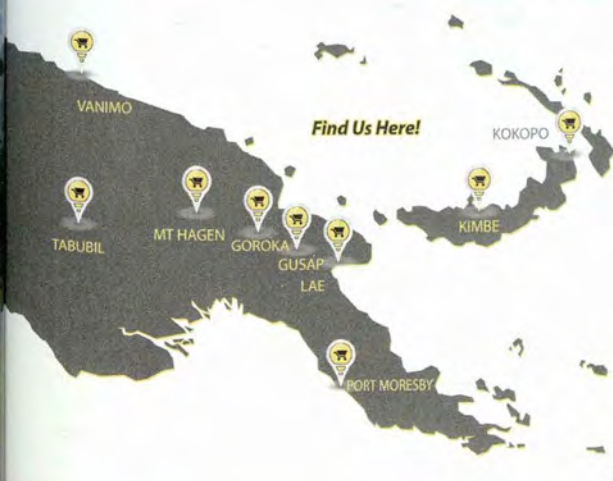 VANIMO
Find Us Here!
KOKOPO
TABUBIL
MT HAGEN
GOROKA
GUSAP
LAE
KIMBE
PORT MORESBY